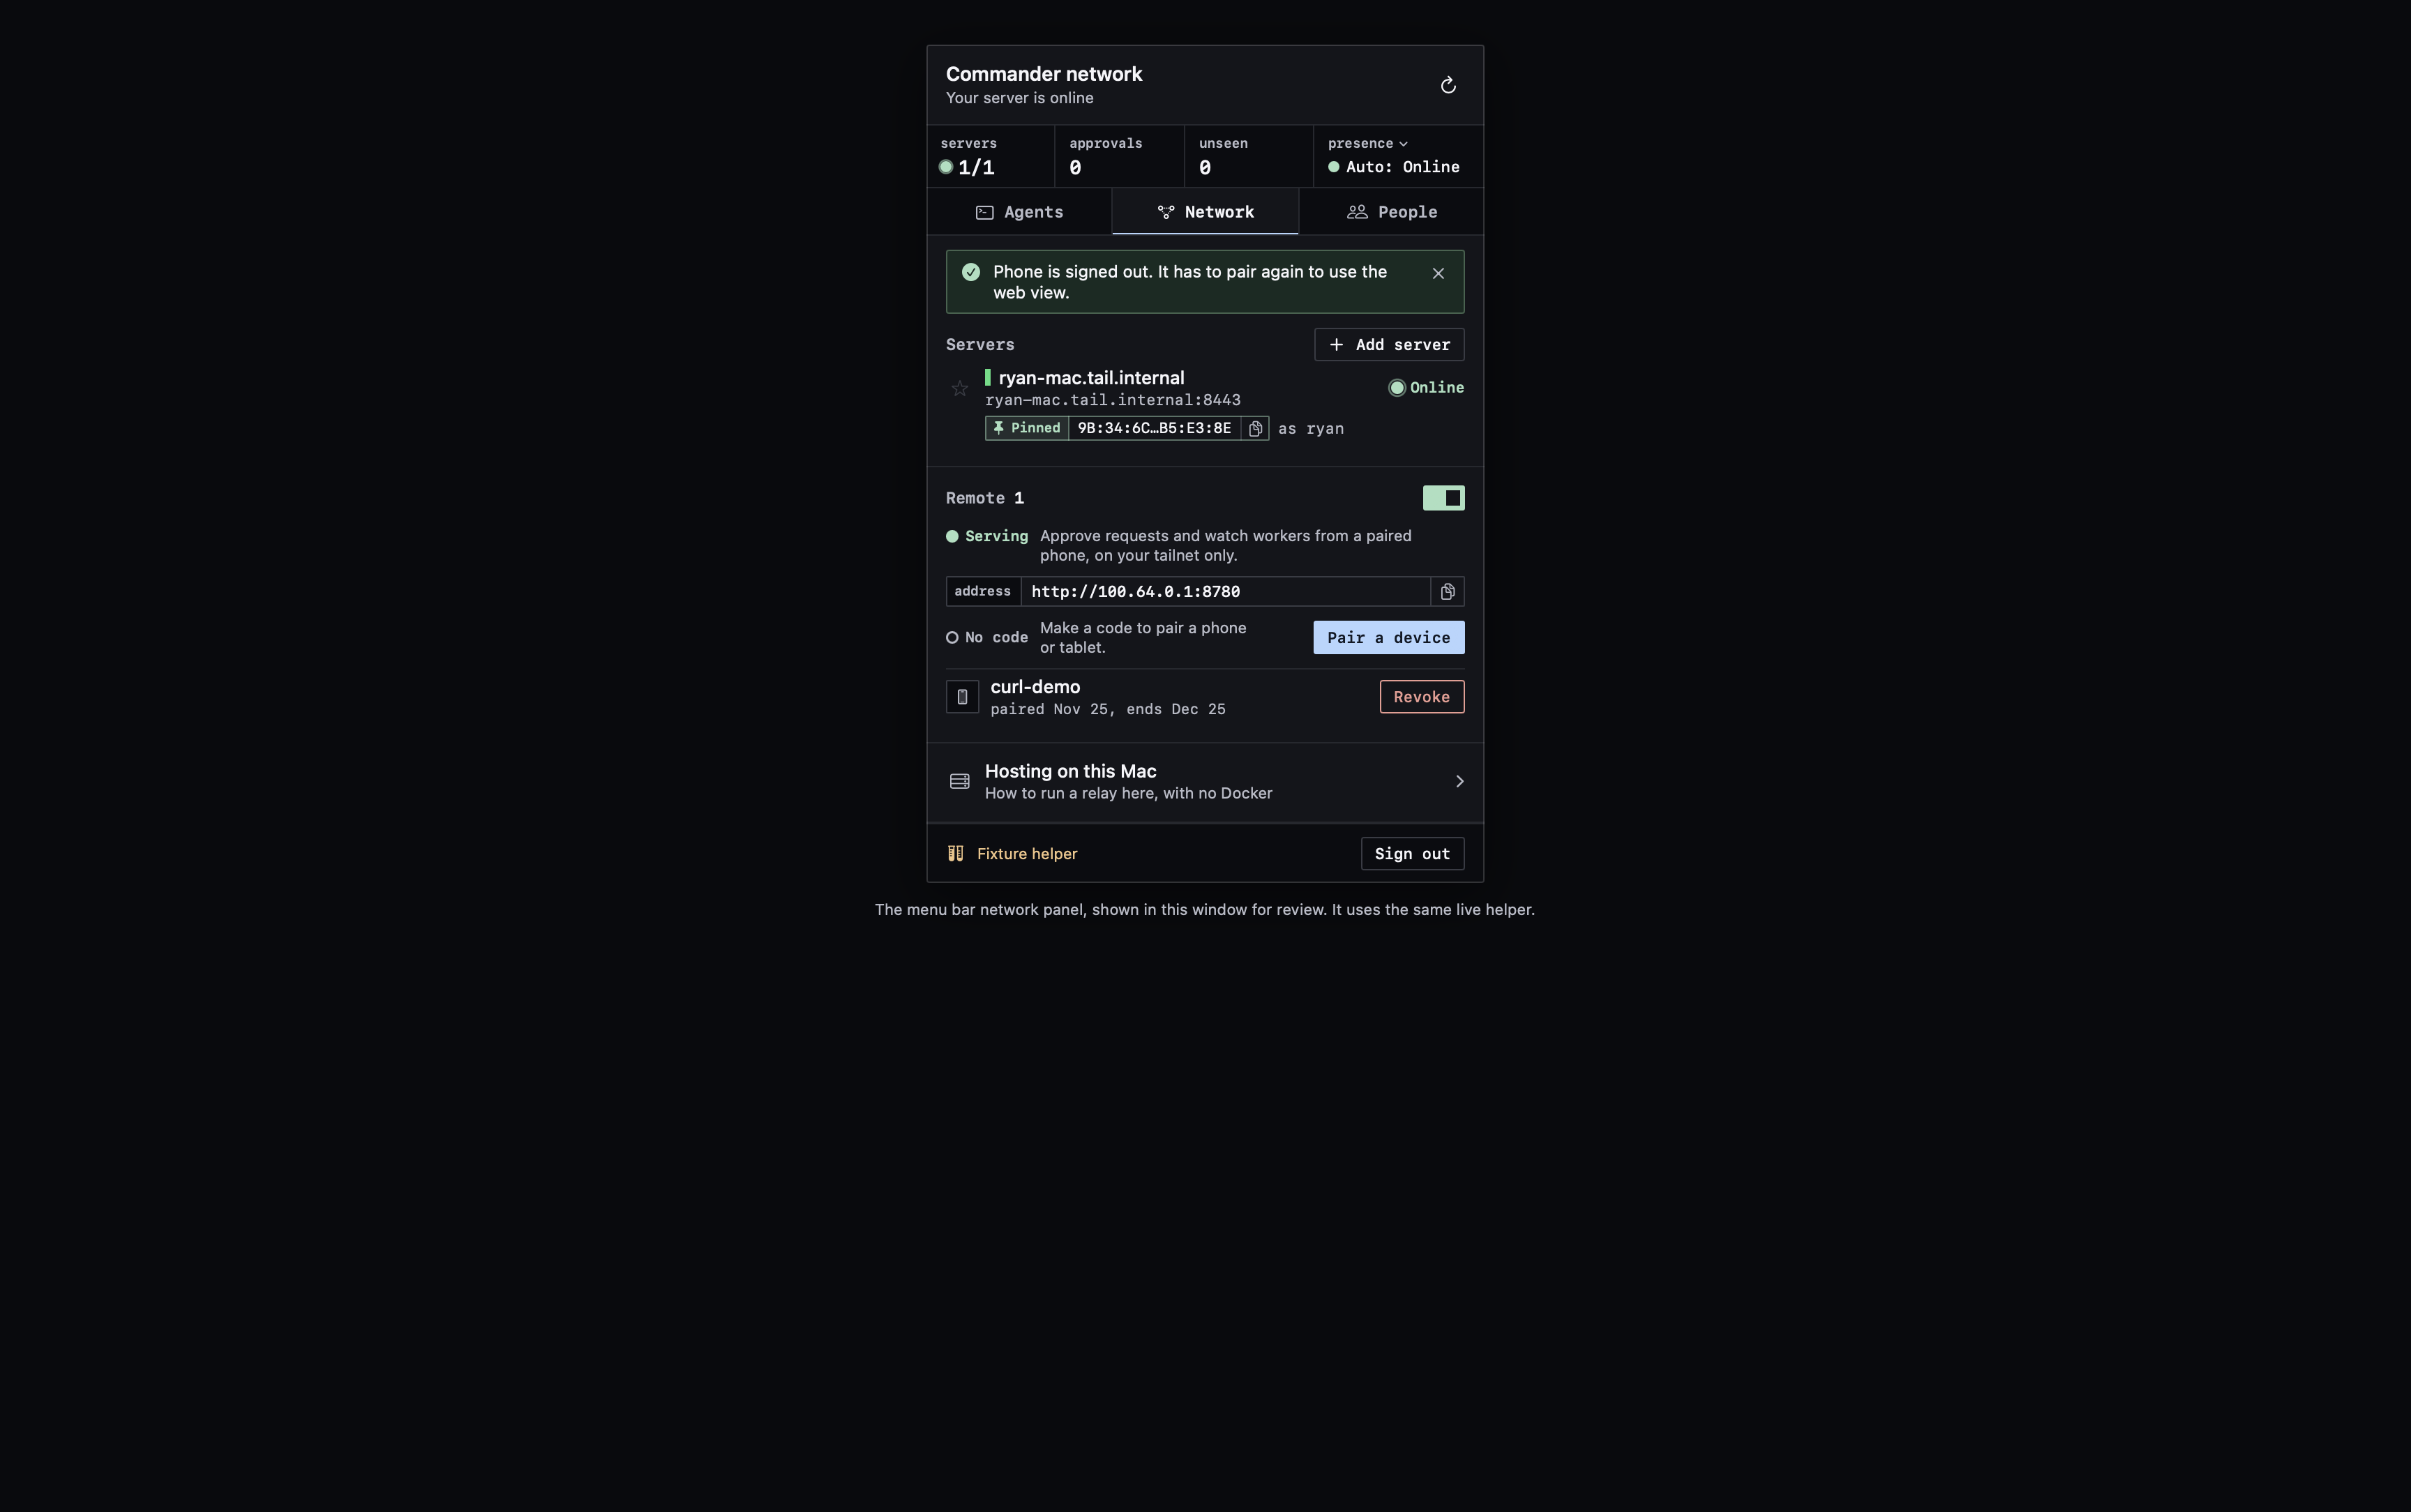 Commander network
Your server is online
servers
1/1
approvals
0
unseen
0
presence
Auto: Online
Agents
Network
People
Phone is signed out. It has to pair again to use the
web view.
Servers
Add server
ryan-mac.tail.internal
Online
ryan-mac.tail.internal:8443
Pinned 9B:34:6C…B5:E3:8E as ryan
Remote 1
Serving
Approve requests and watch workers from a paired
phone, on your tailnet only.
address http://100.64.0.1:8780
No code
Make a code to pair a phone
or tablet.
Pair a device
curl-demo
paired Nov 25, ends Dec 25
Revoke
Hosting on this Mac
How to run a relay here, with no Docker
Fixture helper
Sign out
The menu bar network panel, shown in this window for review. It uses the same live helper.